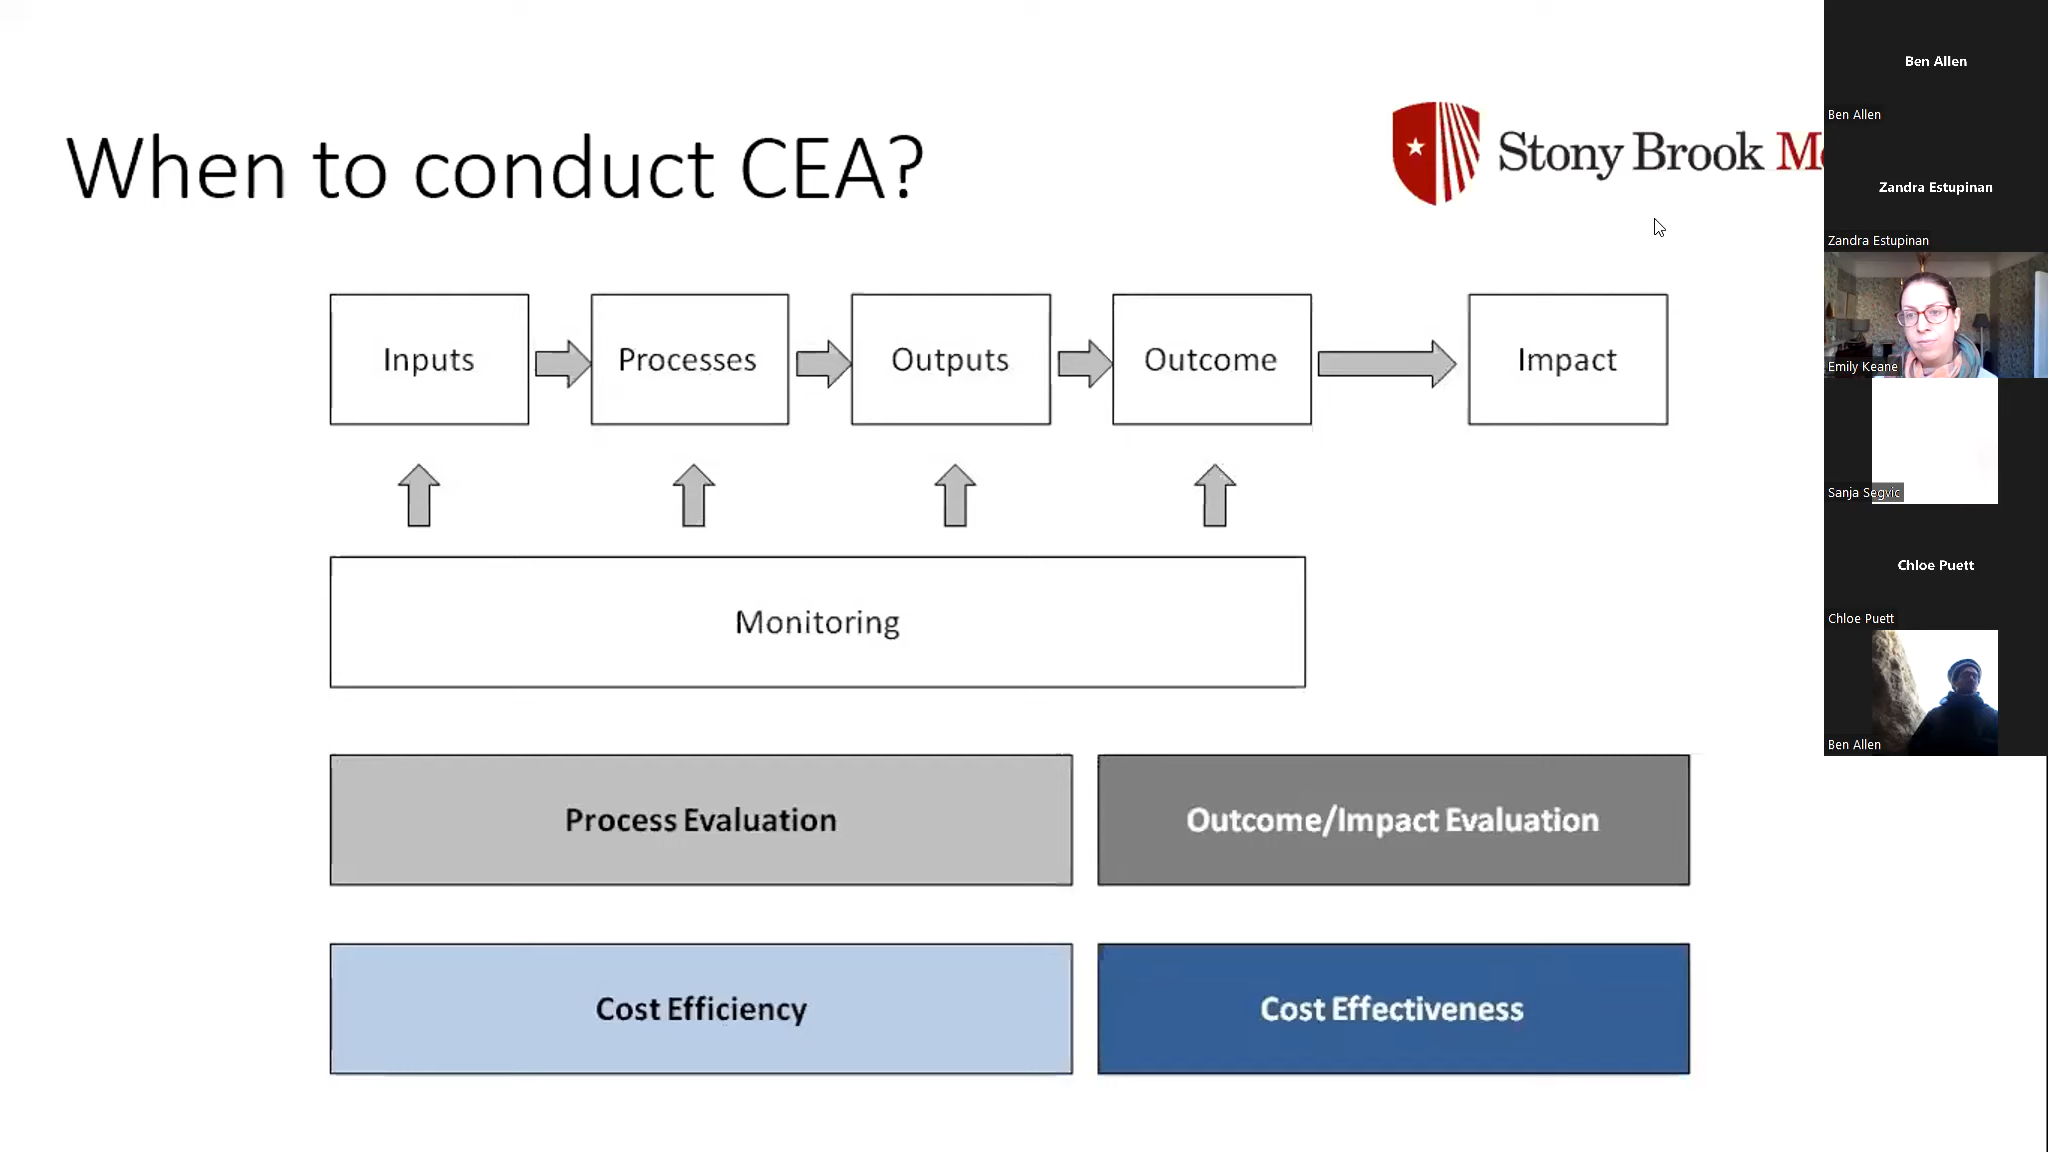 When to conduct CEA?
Stony Brook
Inputs
Processes
Outputs
Outcome
Impact
Monitoring
Process Evaluation
Outcome/Impact Evaluation
Cost Efficiency
Cost Effectiveness
Ben Allen
Ben Allen
Zandra Estupinan
Zandra Estupinan
Emily Keane
Sanja Segvic
Chloe Puett
Chloe Puett
Ben Allen